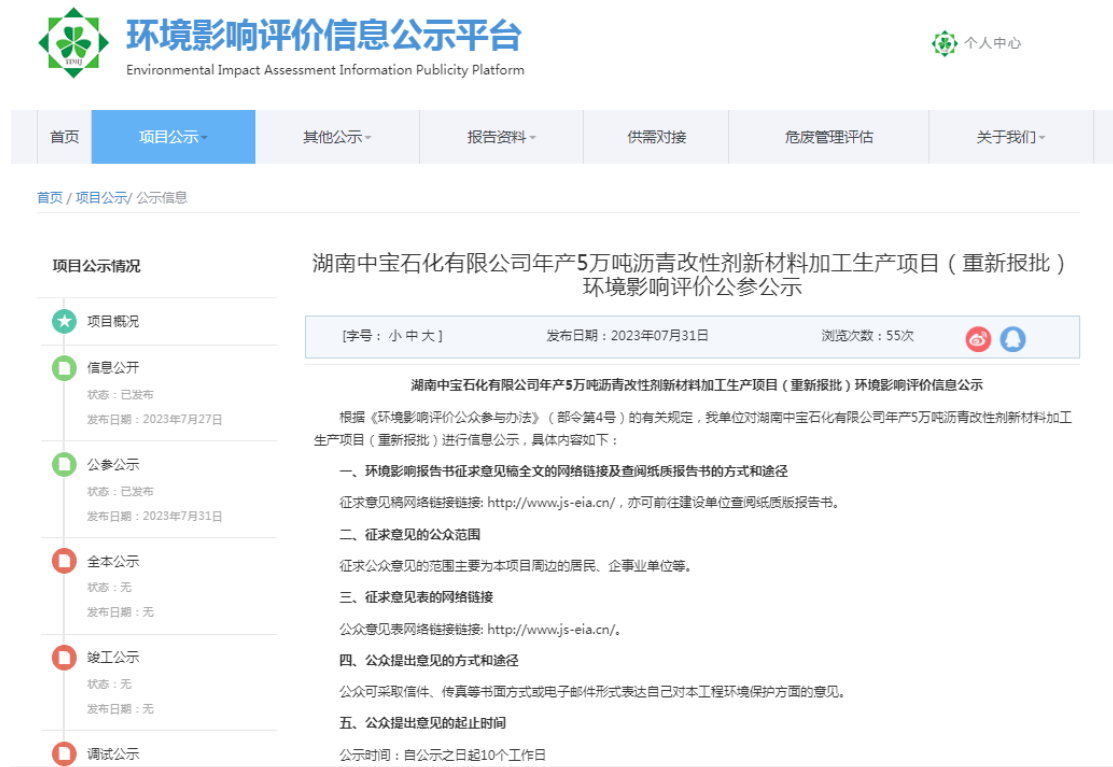 环境影响评价信息公示平台
Environmental Impact Assessment Information Publicity Platform
个人中心
首页
项目公示
其他公示
报告资料
供需对接
危废管理评估
关于我们
首页 / 项目公示/ 公示信息
项目公示情况
项目概况
信息公开
状态：已发布
发布日期：2023年7月27日
公参公示
状态：已发布
发布日期：2023年7月31日
全本公示
状态：无
发布日期：无
竣工公示
状态：无
发布日期：无
调试公示
湖南中宝石化有限公司年产5万吨沥青改性剂新材料加工生产项目（重新报批）
环境影响评价公参公示
[字号：小 中 大 ]
发布日期：2023年07月31日
浏览次数：55次
湖南中宝石化有限公司年产5万吨沥青改性剂新材料加工生产项目（重新报批）环境影响评价信息公示
根据《环境影响评价公众参与办法》（部令第4号）的有关规定，我单位对湖南中宝石化有限公司年产5万吨沥青改性剂新材料加工
生产项目（重新报批）进行信息公示，具体内容如下：
一、环境影响报告书征求意见稿全文的网络链接及查阅纸质报告书的方式和途径
征求意见稿网络链接链接: http://www.js-eia.cn/，亦可前往建设单位查阅纸质版报告书。
二、征求意见的公众范围
征求公众意见的范围主要为本项目周边的居民、企事业单位等。
三、征求意见表的网络链接
公众意见表网络链接链接: http://www.js-eia.cn/。
四、公众提出意见的方式和途径
公众可采取信件、传真等书面方式或电子邮件形式表达自己对本工程环境保护方面的意见。
五、公众提出意见的起止时间
公示时间：自公示之日起10个工作日